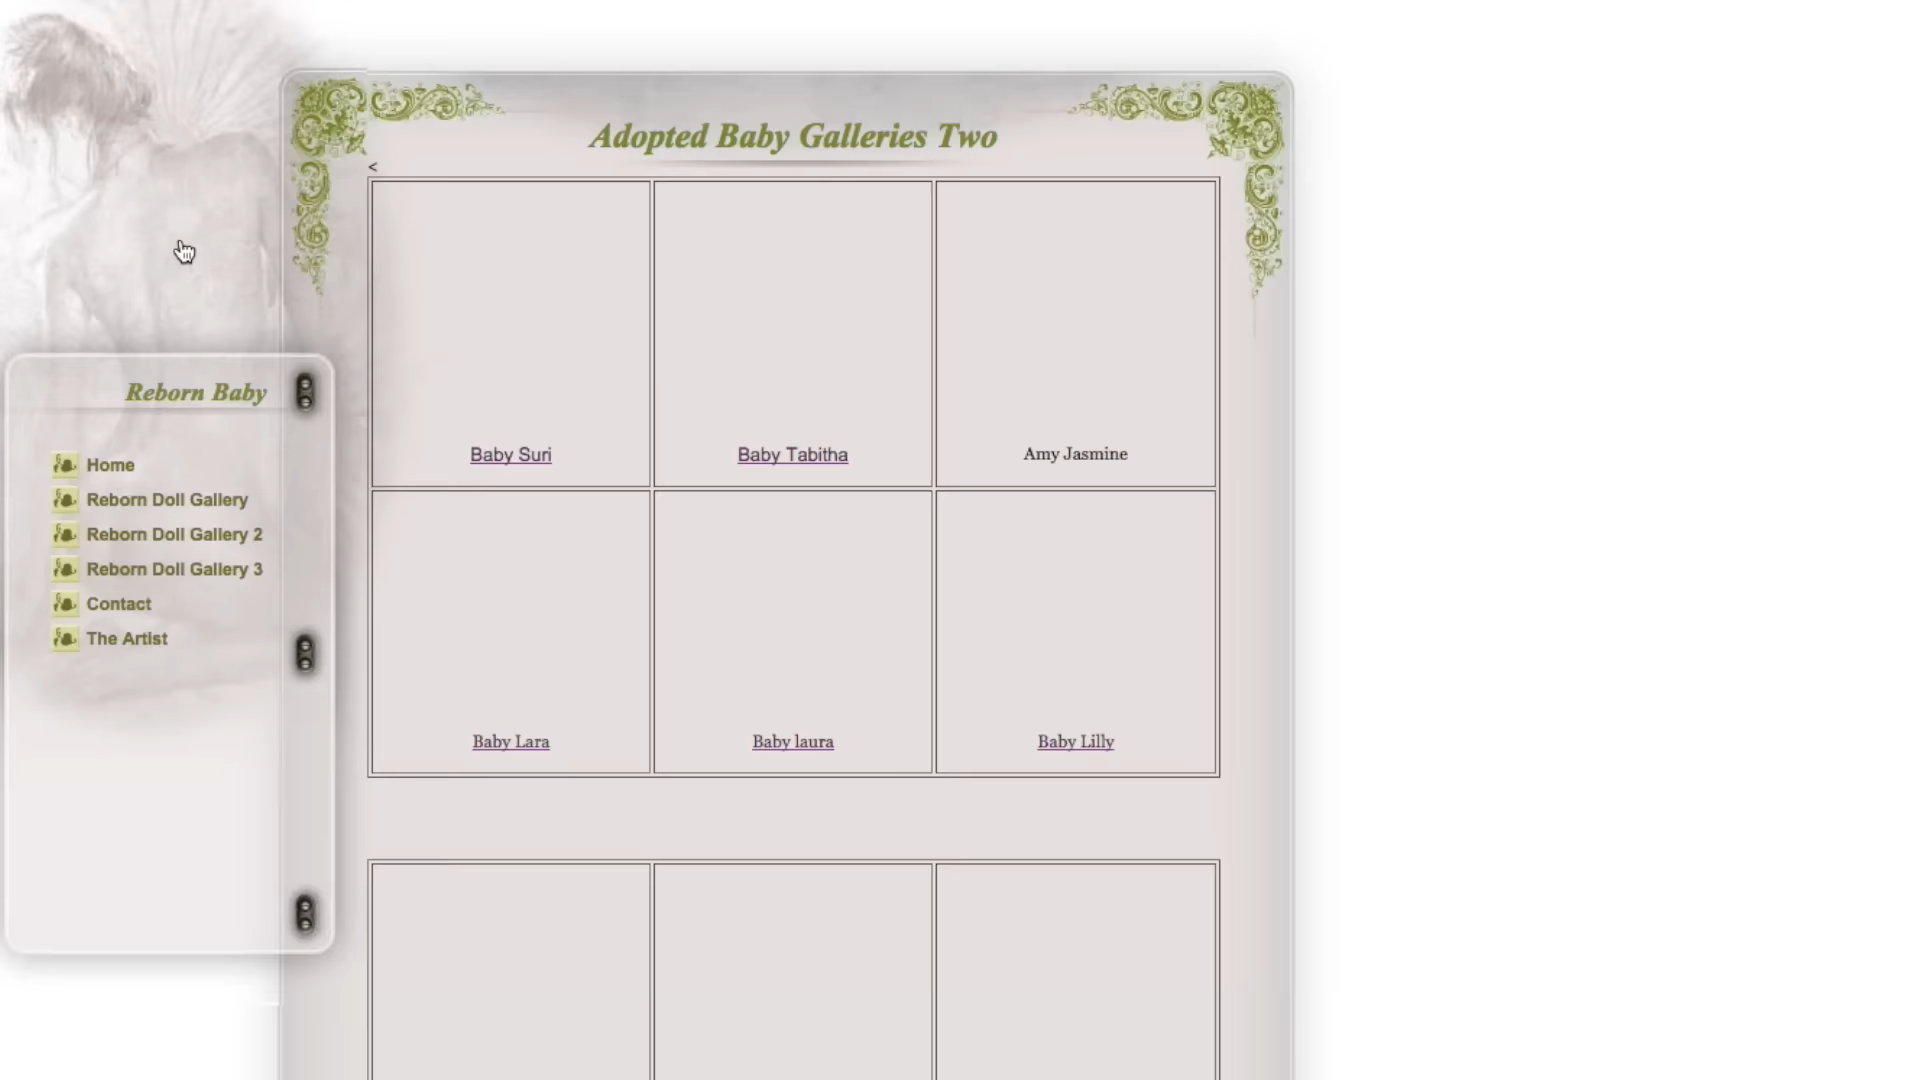 Adopted Baby Galleries Two
<
Baby Suri
Baby Tabitha
Amy Jasmine
Baby Lara
Baby laura
Baby Lilly
Reborn Baby
Home
Reborn Doll Gallery
Reborn Doll Gallery 2
Reborn Doll Gallery 3
Contact
The Artist